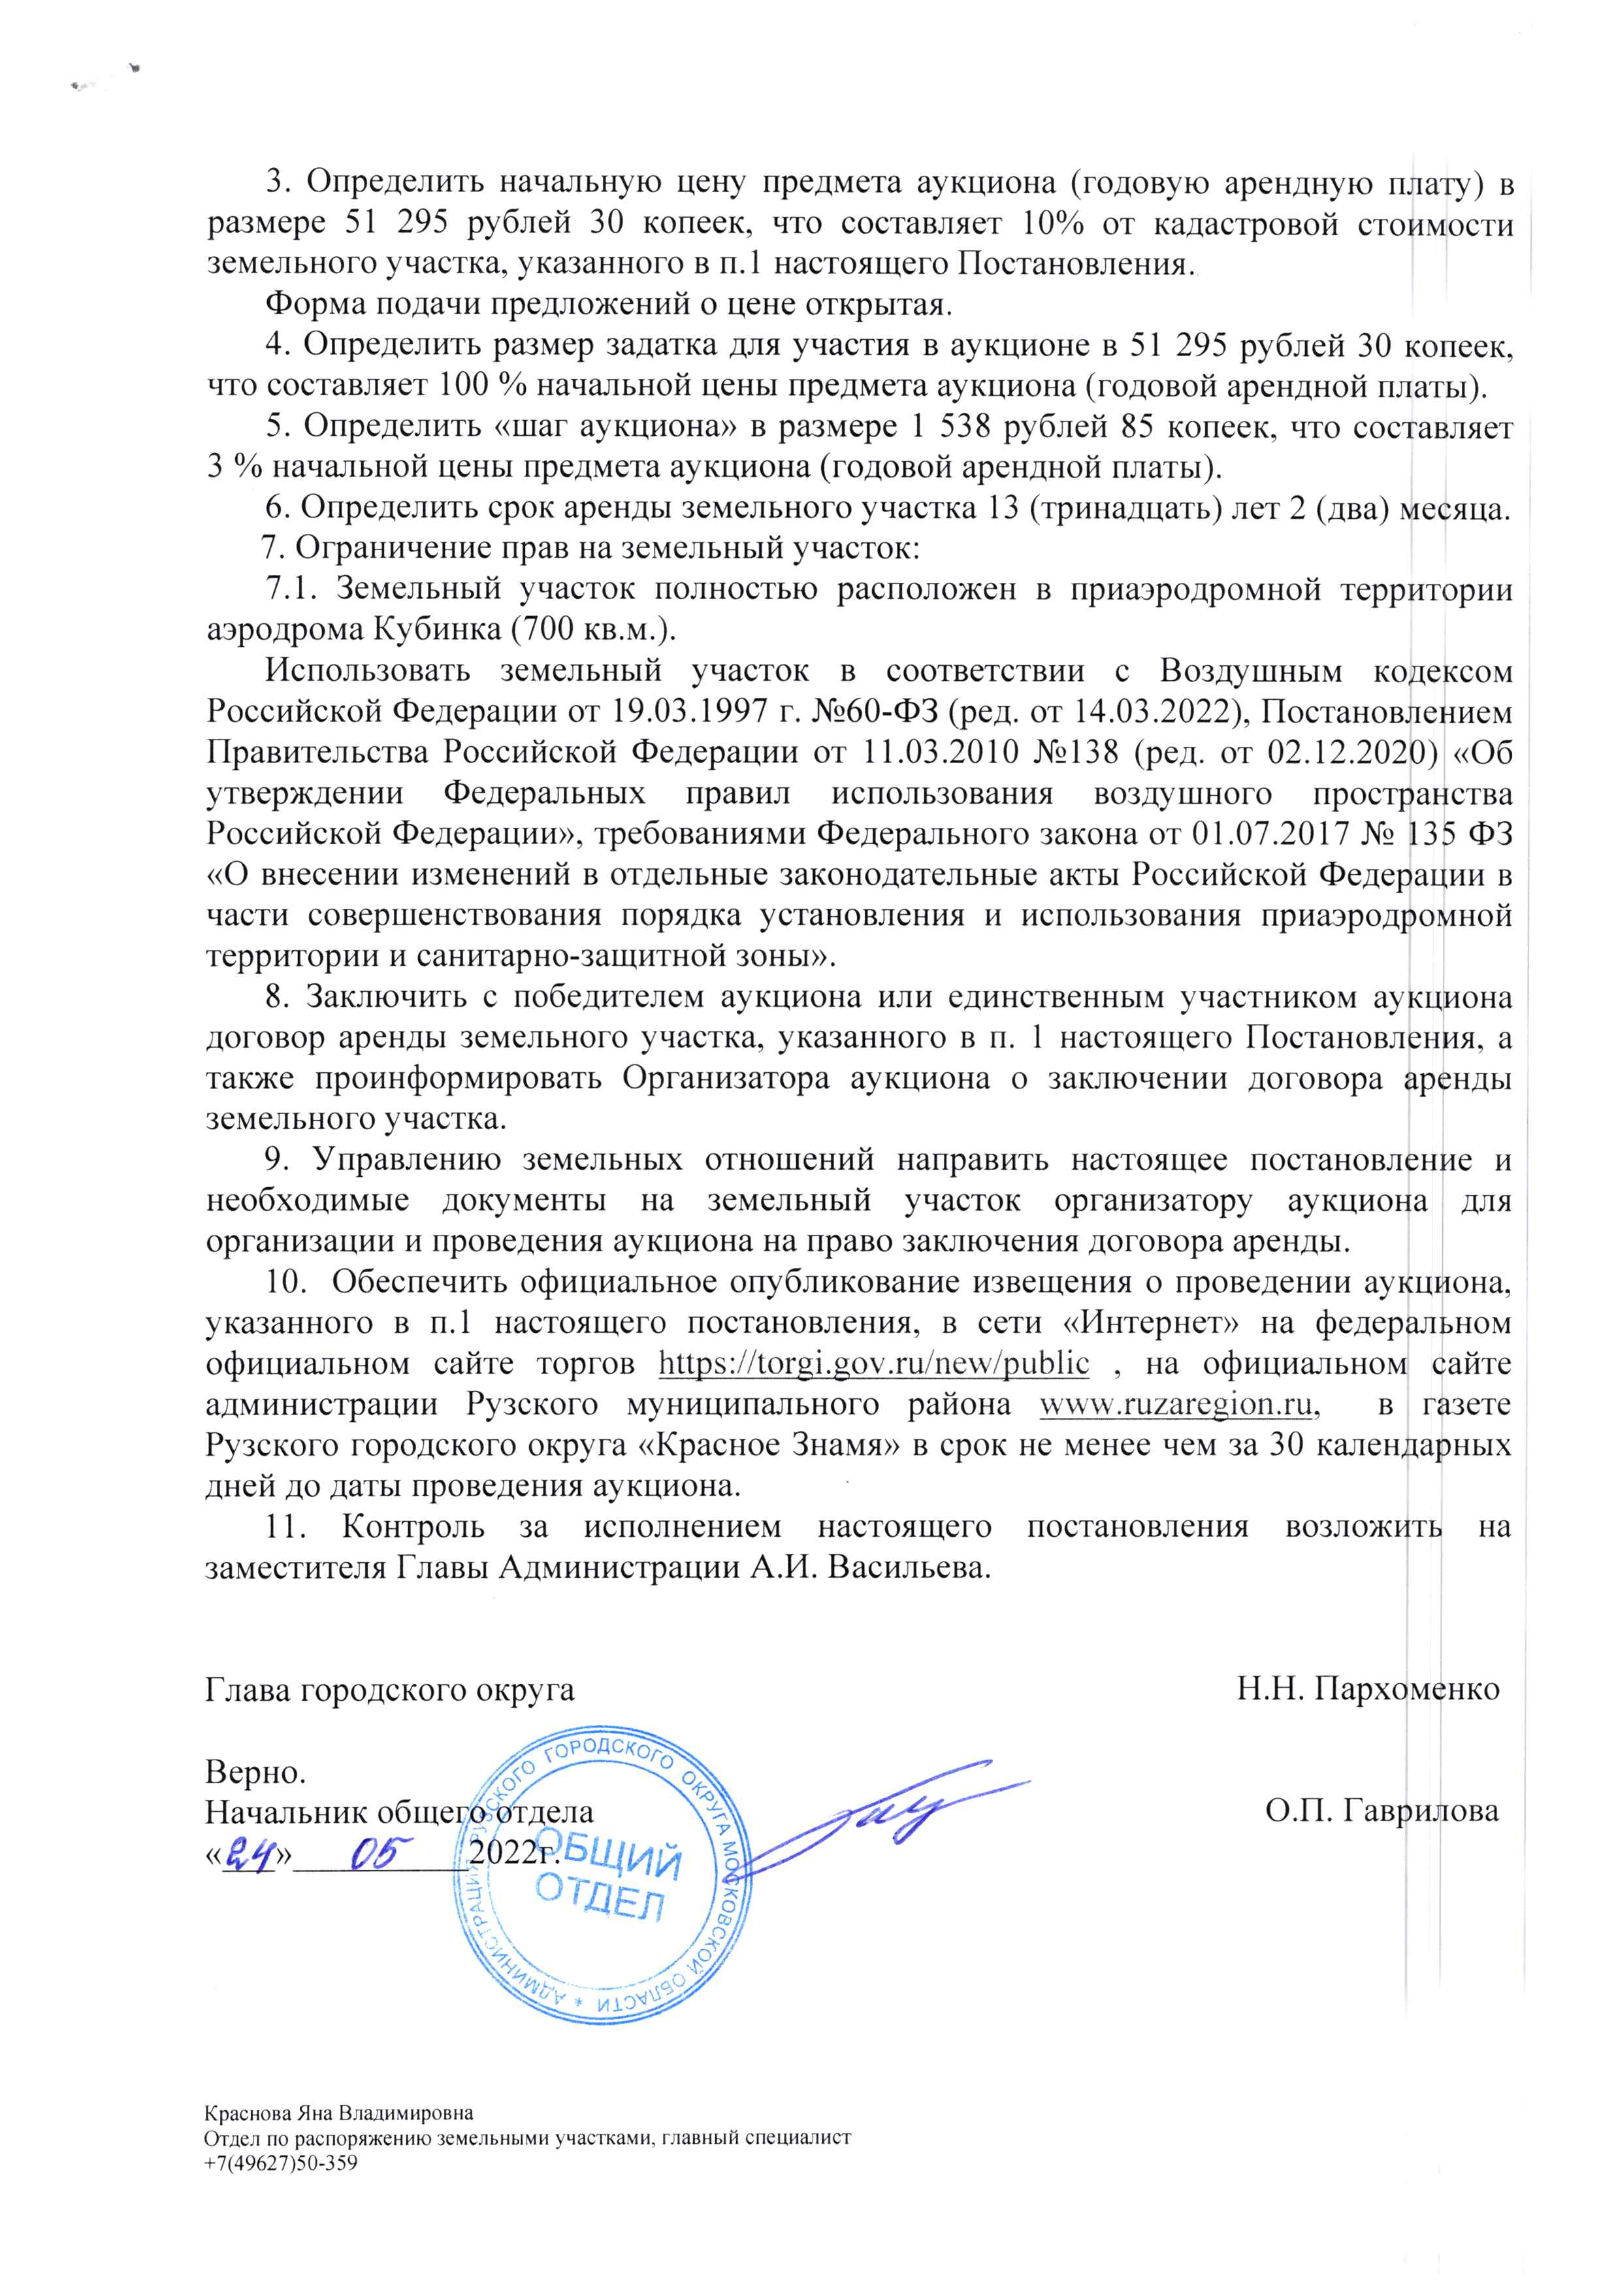 3. Определить начальную цену предмета аукциона (годовую арендную плату) в
размере 51 295 рублей 30 копеек, что составляет 10% от кадастровой стоимости
земельного участка, указанного в п.1 настоящего Постановления.
Форма подачи предложений о цене открытая.
4. Определить размер задатка для участия в аукционе в 51 295 рублей 30 копеек,
что составляет 100 % начальной цены предмета аукциона (годовой арендной платы).
5. Определить «шаг аукциона» в размере 1 538 рублей 85 копеек, что составляет
3 % начальной цены предмета аукциона (годовой арендной платы).
6. Определить срок аренды земельного участка 13 (тринадцать) лет 2 (два) месяца.
7. Ограничение прав на земельный участок:
7.1. Земельный участок полностью расположен в приаэродромной территории
аэродрома Кубинка (700 кв.м.).
Использовать земельный участок в соответствии с Воздушным кодексом
Российской Федерации от 19.03.1997 г. №60-ФЗ (ред. от 14.03.2022), Постановлением
Правительства Российской Федерации от 11.03.2010 №138 (ред. от 02.12.2020) «Об
утверждении Федеральных правил использования воздушного пространства
Российской Федерации», требованиями Федерального закона от 01.07.2017 № 135 ФЗ
«О внесении изменений в отдельные законодательные акты Российской Федерации в
части совершенствования порядка установления и использования приаэродромной
территории и санитарно-защитной зоны».
8. Заключить с победителем аукциона или единственным участником аукциона
договор аренды земельного участка, указанного в п. 1 настоящего Постановления, а
также проинформировать Организатора аукциона о заключении договора аренды
земельного участка.
9. Управлению земельных отношений направить настоящее постановление и
необходимые документы на земельный участок организатору аукциона для
организации и проведения аукциона на право заключения договора аренды.
10. Обеспечить официальное опубликование извещения о проведении аукциона,
указанного в п.1 настоящего постановления, в сети «Интернет» на федеральном
официальном сайте торгов https://torgi.gov.ru/new/public , на официальном сайте
администрации Рузского муниципального района www.ruzaregion.ru, в газете
Рузского городского округа «Красное Знамя» в срок не менее чем за 30 календарных
дней до даты проведения аукциона.
11. Контроль за исполнением настоящего постановления возложить на
заместителя Главы Администрации А.И. Васильева.
Глава городского округа Н.Н. Пархоменко
Верно.
Начальник общего отдела О.П. Гаврилова
«24» 05 2022г.
АДМИНИСТРАЦИЯ РУЗСКОГО ГОРОДСКОГО ОКРУГА МОСКОВСКОЙ ОБЛАСТИ *
ОБЩИЙ
ОТДЕЛ
Краснова Яна Владимировна
Отдел по распоряжению земельными участками, главный специалист
+7(49627)50-359